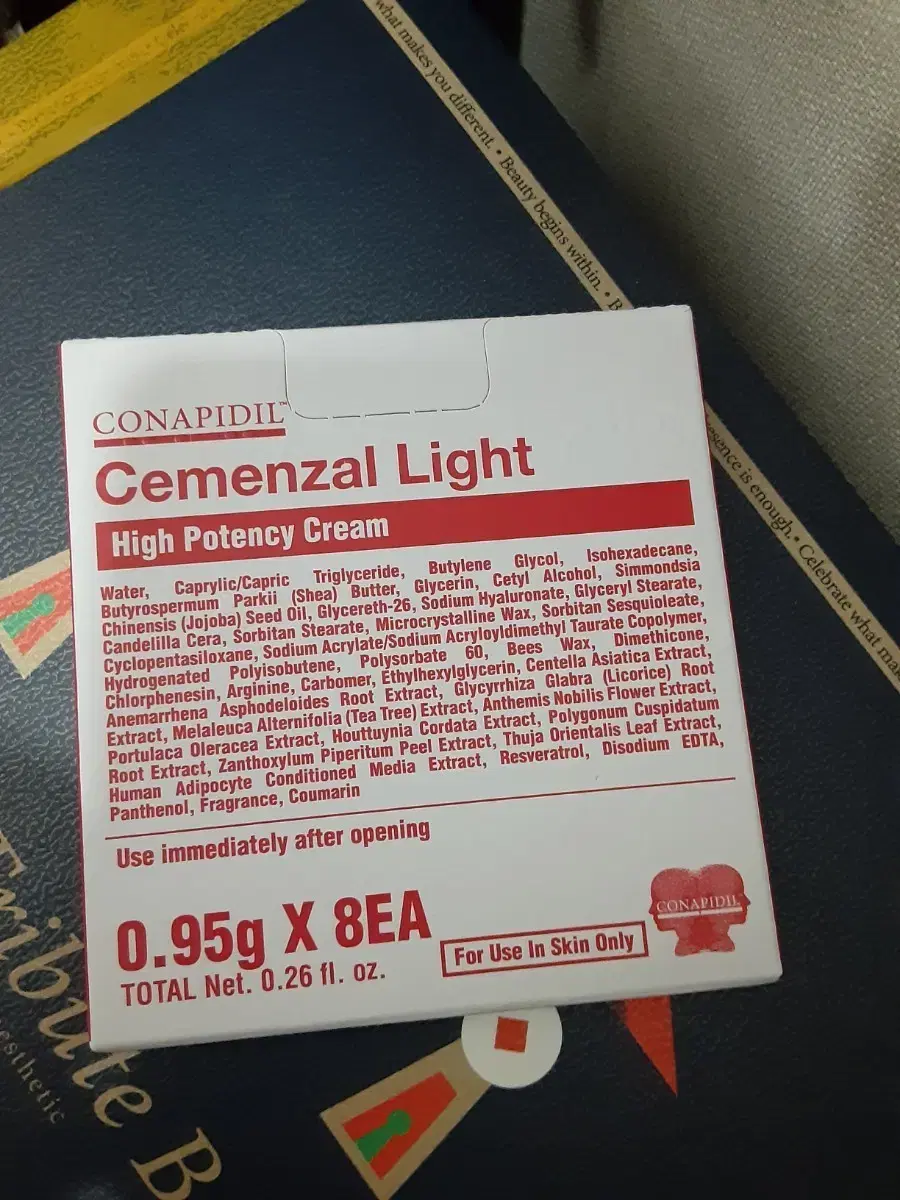 what makes you different. • Beauty begins within. • B
CONAPIDIL™
Cemenzal Light
High Potency Cream
Water, Caprylic/Capric Triglyceride, Butylene Glycol, Isohexadecane,
Butyrospermum Parkii (Shea) Butter, Glycerin, Cetyl Alcohol, Simmondsia
Chinensis (Jojoba) Seed Oil, Glycereth-26, Sodium Hyaluronate, Glyceryl Stearate,
Candelilla Cera, Sorbitan Stearate, Microcrystalline Wax, Sorbitan Sesquioleate,
Cyclopentasiloxane, Sodium Acrylate/Sodium Acryloyldimethyl Taurate Copolymer,
Hydrogenated Polyisobutene, Polysorbate 60, Bees Wax, Dimethicone,
Chlorphenesin, Arginine, Carbomer, Ethylhexylglycerin, Centella Asiatica Extract,
Anemarrhena Asphodeloides Root Extract, Glycyrrhiza Glabra (Licorice) Root
Extract, Melaleuca Alternifolia (Tea Tree) Extract, Anthemis Nobilis Flower Extract,
Portulaca Oleracea Extract, Houttuynia Cordata Extract, Polygonum Cuspidatum
Root Extract, Zanthoxylum Piperitum Peel Extract, Thuja Orientalis Leaf Extract,
Human Adipocyte Conditioned Media Extract, Resveratrol, Disodium EDTA,
Panthenol, Fragrance, Coumarin
Use immediately after opening
0.95g X 8EA
TOTAL Net. 0.26 fl. oz.
For Use In Skin Only
CONAPIDIL
is enough. • Celebrate what
Tribute B